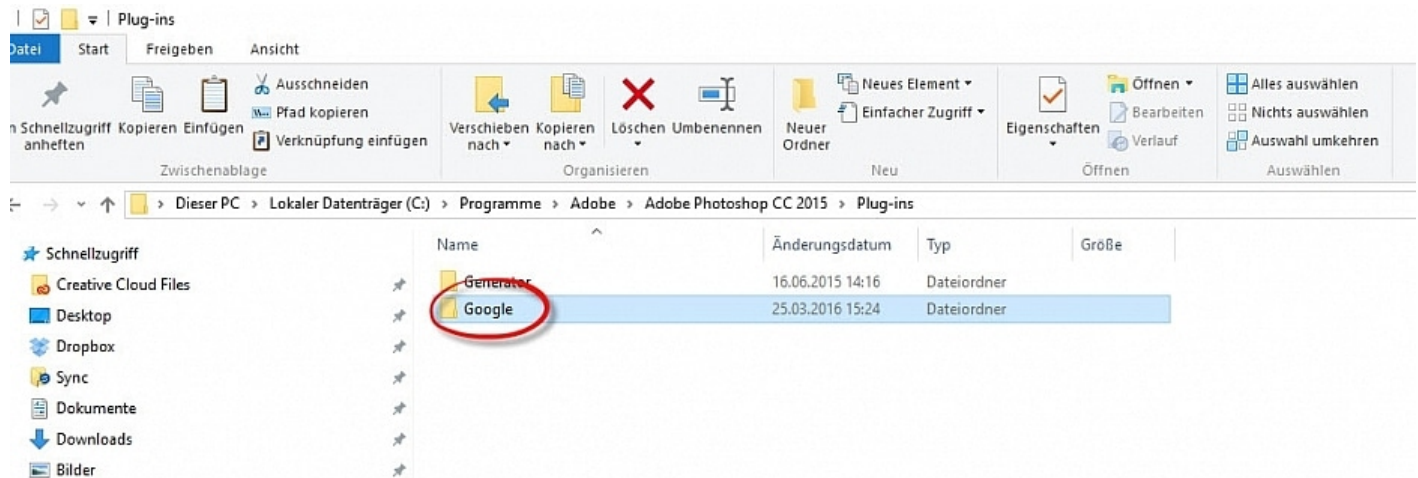 Plug-ins
Datei Start Freigeben Ansicht
Ausschneiden
Pfad kopieren
Verknüpfung einfügen
n Schnellzugriff anheften
Kopieren
Einfügen
Zwischenablage
Verschieben nach
Kopieren nach
Löschen
Umbenennen
Organisieren
Neuer Ordner
Neues Element
Einfacher Zugriff
Neu
Eigenschaften
Öffnen
Bearbeiten
Verlauf
Öffnen
Alles auswählen
Nichts auswählen
Auswahl umkehren
Auswählen
Dieser PC > Lokaler Datenträger (C:) > Programme > Adobe > Adobe Photoshop CC 2015 > Plug-ins
Schnellzugriff
Creative Cloud Files
Desktop
Dropbox
Sync
Dokumente
Downloads
Bilder
Name Änderungsdatum Typ Größe
Generator 16.06.2015 14:16 Dateiordner
Google 25.03.2016 15:24 Dateiordner